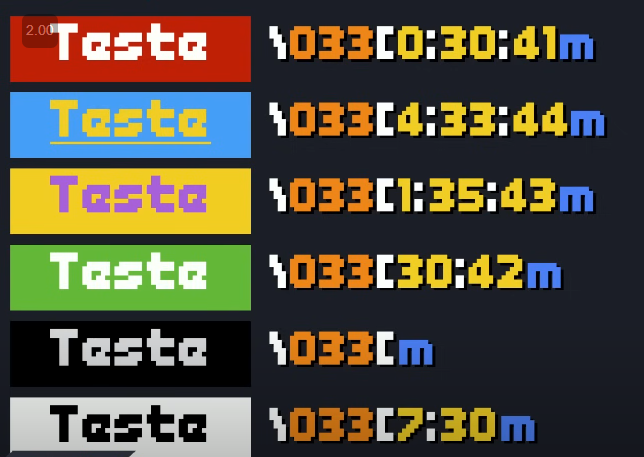 2.00
Teste \033[0:30:41m
Teste \033[4:33:44m
Teste \033[1:35:43m
Teste \033[30:42m
Teste \033[m
Teste \033[7:30m